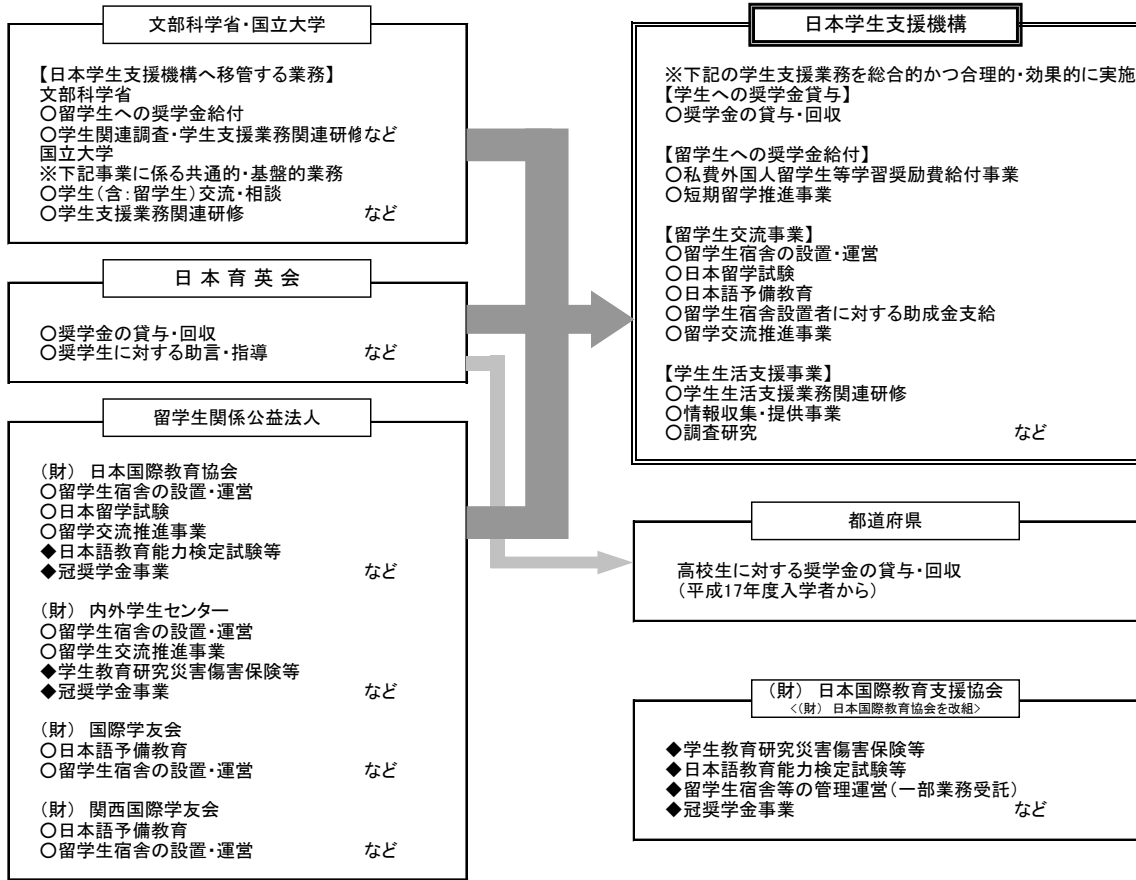 文部科学省・国立大学
【日本学生支援機構へ移管する業務】
文部科学省
○留学生への奨学金給付
○学生関連調査・学生支援業務関連研修など
国立大学
※下記事業に係る共通的・基盤的業務
○学生(含:留学生)交流・相談
○学生支援業務関連研修 など
日本育英会
○奨学金の貸与・回収
○奨学生に対する助言・指導 など
留学生関係公益法人
(財) 日本国際教育協会
○留学生宿舎の設置・運営
○日本留学試験
○留学交流推進事業
◆日本語教育能力検定試験等
◆冠奨学金事業 など
(財) 内外学生センター
○留学生宿舎の設置・運営
○留学生交流推進事業
◆学生教育研究災害傷害保険等
◆冠奨学金事業 など
(財) 国際学友会
○日本語予備教育
○留学生宿舎の設置・運営 など
(財) 関西国際学友会
○日本語予備教育
○留学生宿舎の設置・運営 など
日本学生支援機構
※下記の学生支援業務を総合的かつ合理的・効果的に実施
【学生への奨学金貸与】
○奨学金の貸与・回収
【留学生への奨学金給付】
○私費外国人留学生等学習奨励費給付事業
○短期留学推進事業
【留学生交流事業】
○留学生宿舎の設置・運営
○日本留学試験
○日本語予備教育
○留学生宿舎設置者に対する助成金支給
○留学交流推進事業
【学生生活支援事業】
○学生生活支援業務関連研修
○情報収集・提供事業
○調査研究 など
都道府県
高校生に対する奨学金の貸与・回収
(平成17年度入学者から)
(財) 日本国際教育支援協会
<(財) 日本国際教育協会を改組>
◆学生教育研究災害傷害保険等
◆日本語教育能力検定試験等
◆留学生宿舎等の管理運営(一部業務受託)
◆冠奨学金事業 など